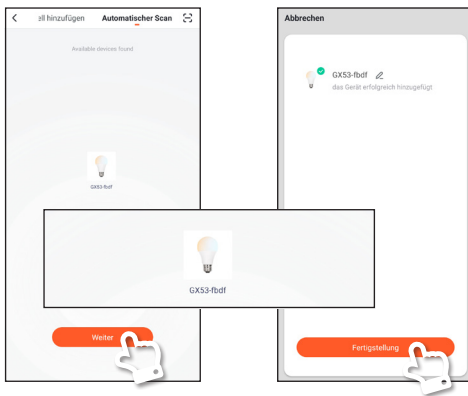 ell hinzufügen Automatischer Scan
Available devices found
GX53-fbdf
GX53-fbdf
Weiter
Abbrechen
GX53-fbdf
das Gerät erfolgreich hinzugefügt
Fertigstellung